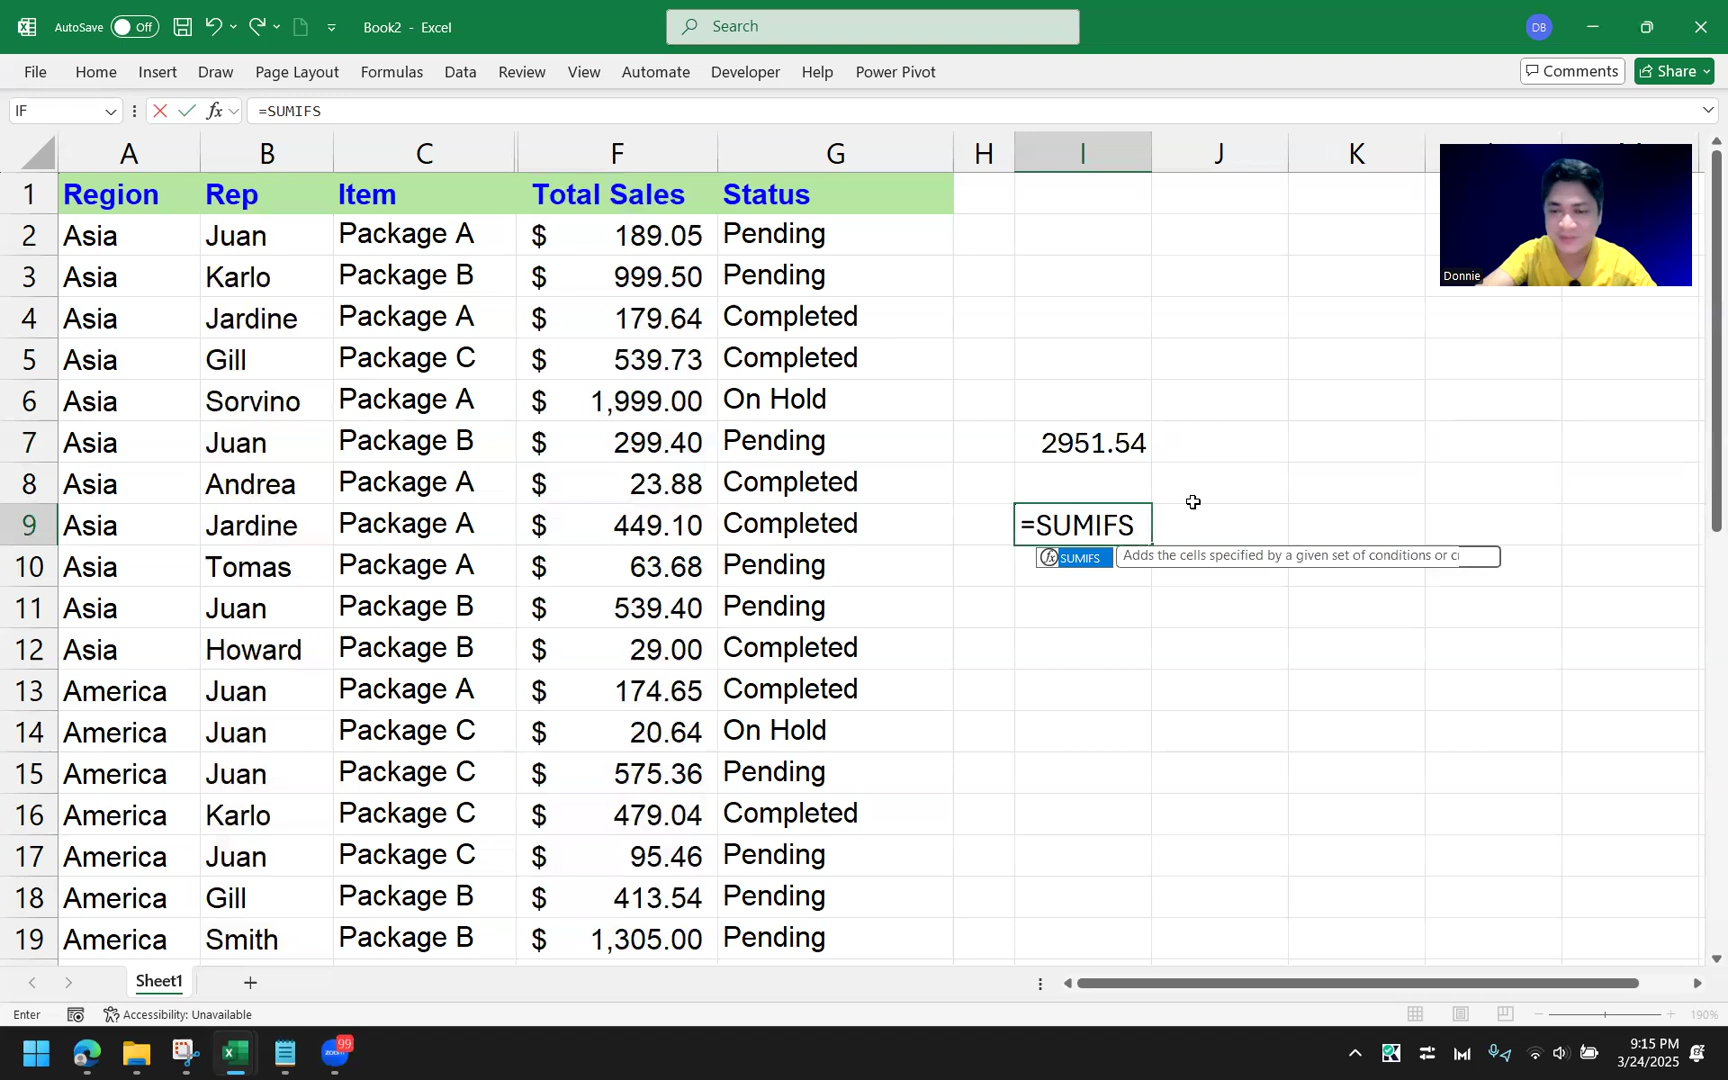 AutoSave Off Book2 - Excel Search DB
File Home Insert Draw Page Layout Formulas Data Review View Automate Developer Help Power Pivot Comments Share
IF fx =SUMIFS
A B C F G H I J K
1 Region Rep Item Total Sales Status
2 Asia Juan Package A $ 189.05 Pending
3 Asia Karlo Package B $ 999.50 Pending
Donnie
4 Asia Jardine Package A $ 179.64 Completed
5 Asia Gill Package C $ 539.73 Completed
6 Asia Sorvino Package A $ 1,999.00 On Hold
7 Asia Juan Package B $ 299.40 Pending 2951.54
8 Asia Andrea Package A $ 23.88 Completed
9 Asia Jardine Package A $ 449.10 Completed =SUMIFS
fx SUMIFS Adds the cells specified by a given set of conditions or
10 Asia Tomas Package A $ 63.68 Pending
11 Asia Juan Package B $ 539.40 Pending
12 Asia Howard Package B $ 29.00 Completed
13 America Juan Package A $ 174.65 Completed
14 America Juan Package C $ 20.64 On Hold
15 America Juan Package C $ 575.36 Pending
16 America Karlo Package C $ 479.04 Completed
17 America Juan Package C $ 95.46 Pending
18 America Gill Package B $ 413.54 Pending
19 America Smith Package B $ 1,305.00 Pending
Sheet1
Enter Accessibility: Unavailable 190%
zoom 99 9:15 PM
3/24/2025